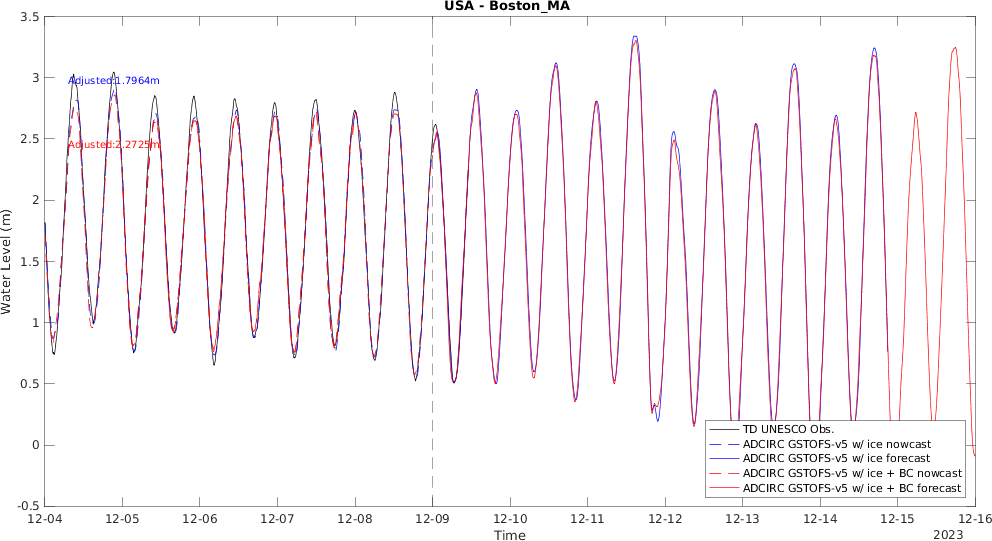 USA - Boston_MA
3.5
3
2.5
2
1.5
1
0.5
0
-0.5
Water Level (m)
Adjusted:1.7964m
Adjusted:2.2725m
TD UNESCO Obs.
ADCIRC GSTOFS-v5 w/ ice nowcast
ADCIRC GSTOFS-v5 w/ ice forecast
ADCIRC GSTOFS-v5 w/ ice + BC nowcast
ADCIRC GSTOFS-v5 w/ ice + BC forecast
12-04 12-05 12-06 12-07 12-08 12-09 12-10 12-11 12-12 12-13 12-14 12-15 12-16
Time
2023